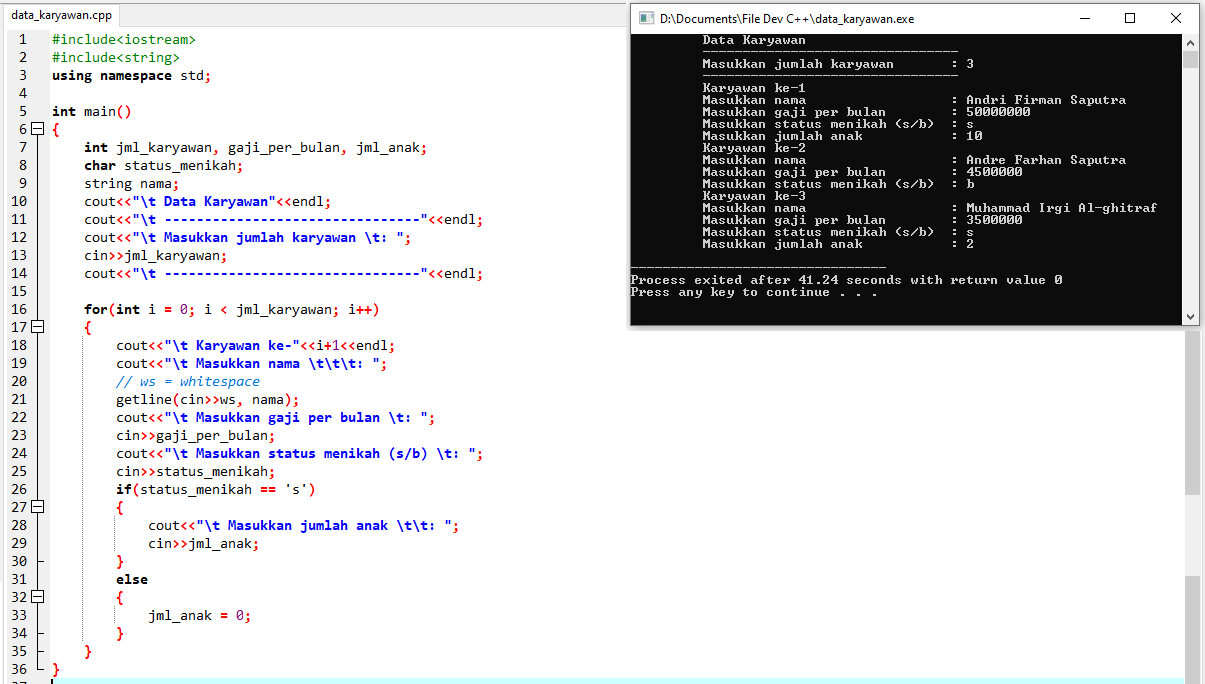 data_karyawan.cpp
1 #include<iostream>
2 #include<string>
3 using namespace std;
4
5 int main()
6 {
7 int jml_karyawan, gaji_per_bulan, jml_anak;
8 char status_menikah;
9 string nama;
10 cout<<"\t Data Karyawan"<<endl;
11 cout<<"\t --------------------------------"<<endl;
12 cout<<"\t Masukkan jumlah karyawan \t: ";
13 cin>>jml_karyawan;
14 cout<<"\t --------------------------------"<<endl;
15
16 for(int i = 0; i < jml_karyawan; i++)
17 {
18 cout<<"\t Karyawan ke-"<<i+1<<endl;
19 cout<<"\t Masukkan nama \t\t\t: ";
20 // ws = whitespace
21 getline(cin>>ws, nama);
22 cout<<"\t Masukkan gaji per bulan \t: ";
23 cin>>gaji_per_bulan;
24 cout<<"\t Masukkan status menikah (s/b) \t: ";
25 cin>>status_menikah;
26 if(status_menikah == 's')
27 {
28 cout<<"\t Masukkan jumlah anak \t\t: ";
29 cin>>jml_anak;
30 }
31 else
32 {
33 jml_anak = 0;
34 }
35 }
36 }
37
D:\Documents\File Dev C++\data_karyawan.exe
Data Karyawan
--------------------------------
Masukkan jumlah karyawan : 3
--------------------------------
Karyawan ke-1
Masukkan nama : Andri Firman Saputra
Masukkan gaji per bulan : 50000000
Masukkan status menikah (s/b) : s
Masukkan jumlah anak : 10
Karyawan ke-2
Masukkan nama : Andre Farhan Saputra
Masukkan gaji per bulan : 4500000
Masukkan status menikah (s/b) : b
Karyawan ke-3
Masukkan nama : Muhammad Irgi Al-ghitraf
Masukkan gaji per bulan : 3500000
Masukkan status menikah (s/b) : s
Masukkan jumlah anak : 2
--------------------------------
Process exited after 41.24 seconds with return value 0
Press any key to continue . . .